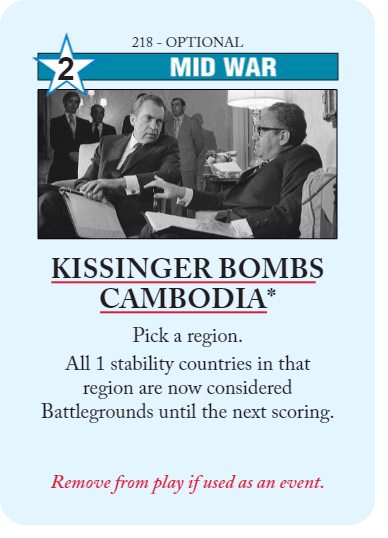 218 - OPTIONAL
2
MID WAR
KISSINGER BOMBS
CAMBODIA*
Pick a region.
All 1 stability countries in that
region are now considered
Battlegrounds until the next scoring.
Remove from play if used as an event.